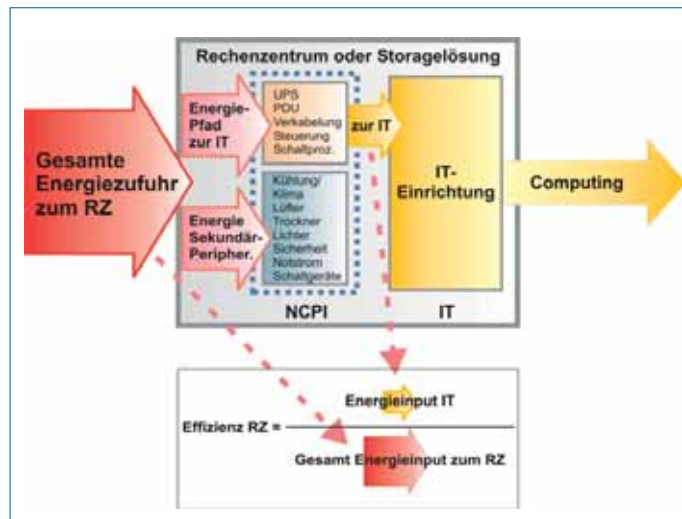 Rechenzentrum oder Storagelösung
Gesamte
Energiezufuhr
zum RZ
Energie-
Pfad
zur IT
UPS
PDU
Verkabelung
Steuerung
Schaltproz.
zur IT
Energie
Sekundär-
Peripher.
Kühlung/
Klima
Lüfter
Trockner
Lichter
Sicherheit
Notstrom
Schaltgeräte
IT-
Einrichtung
Computing
NCPI
IT
Energieinput IT
Effizienz RZ =
Gesamt Energieinput zum RZ